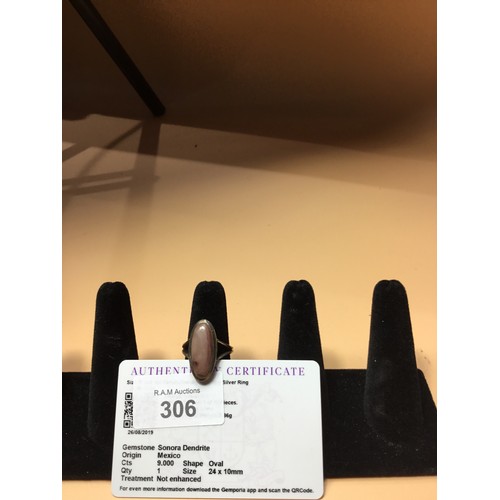 AUTHENTI CERTIFICATE
Silver Ring
R.A.M Auctions
306
26/08/2019
Gemstone Sonora Dendrite
Origin Mexico
Cts 9.000 Shape Oval
Qty 1 Size 24 x 10mm
Treatment Not enhanced
For even more information download the Gemporia app and scan the QRCode.